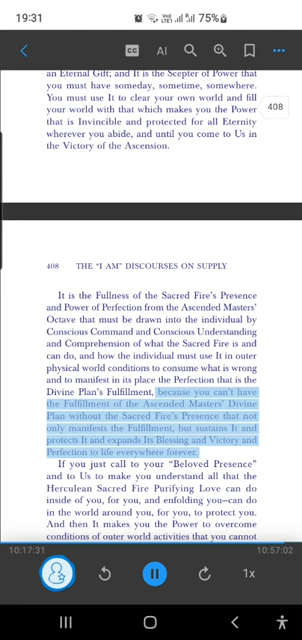 19:31
75%
CC
AI
an Eternal Gift; and It is the Scepter of Power that
you must have someday, sometime, somewhere.
You must use It to clear your own world and fill
your world with that which makes you the Power
that is Invincible and protected for all Eternity
wherever you abide, and until you come to Us in
the Victory of the Ascension.
408
408 THE "I AM" DISCOURSES ON SUPPLY
It is the Fullness of the Sacred Fire's Presence
and Power of Perfection from the Ascended Masters'
Octave that must be drawn into the individual by
Conscious Command and Conscious Understanding
and Comprehension of what the Sacred Fire is and
can do, and how the individual must use It in outer
physical world conditions to consume what is wrong
and to manifest in its place the Perfection that is the
Divine Plan's Fulfillment, because you can't have
the Fulfillment of the Ascended Masters' Divine
Plan without the Sacred Fire's Presence that not
only manifests the Fulfillment, but sustains It and
protects It and expands Its Blessing and Victory and
Perfection to life everywhere forever.
If you just call to your "Beloved Presence"
and to Us to make you understand all that the
Herculean Sacred Fire Purifying Love can do
inside of you, for you, and enfolding you—can do
in the world around you, for you, to protect you.
And then It makes you the Power to overcome
conditions of outer world activities that you cannot
10:17:31
10:57:02
1x